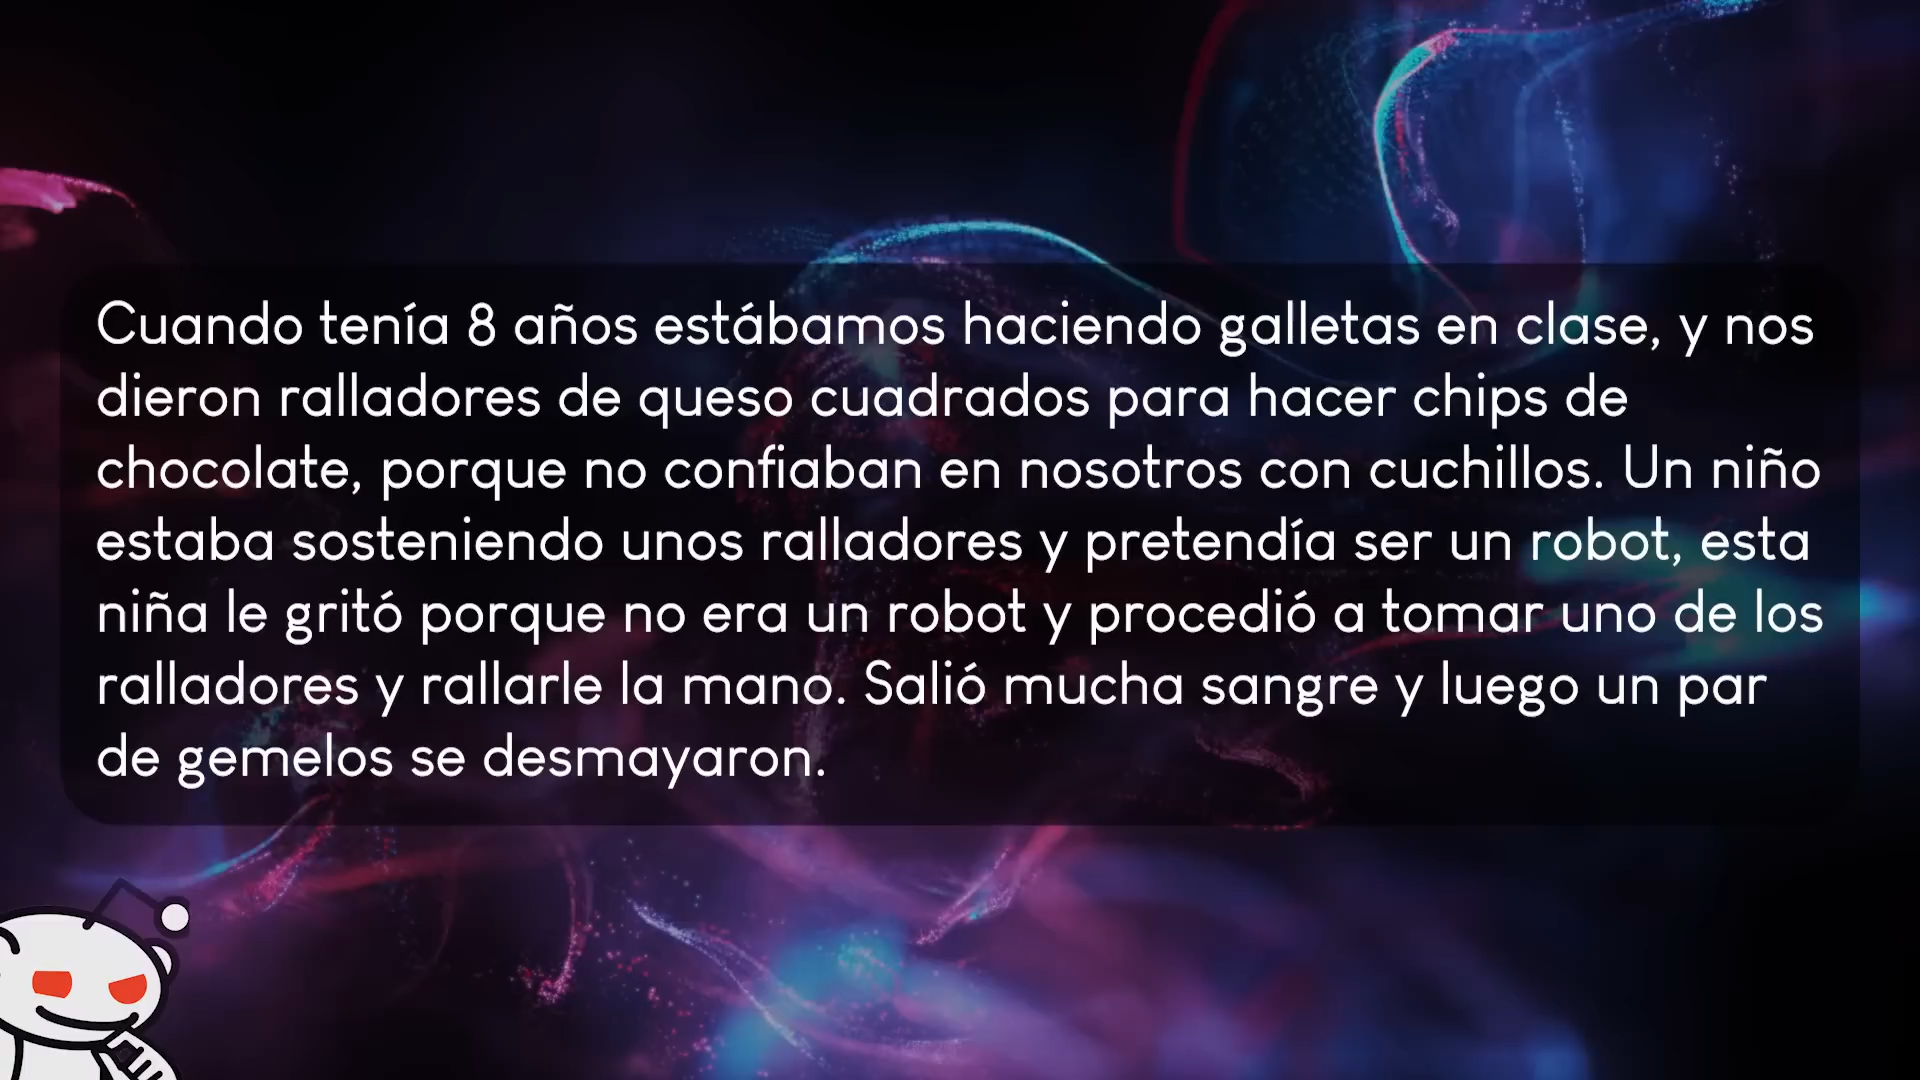 Cuando tenía 8 años estábamos haciendo galletas en clase, y nos
dieron ralladores de queso cuadrados para hacer chips de
chocolate, porque no confiaban en nosotros con cuchillos. Un niño
estaba sosteniendo unos ralladores y pretendía ser un robot, esta
niña le gritó porque no era un robot y procedió a tomar uno de los
ralladores y rallarle la mano. Salió mucha sangre y luego un par
de gemelos se desmayaron.